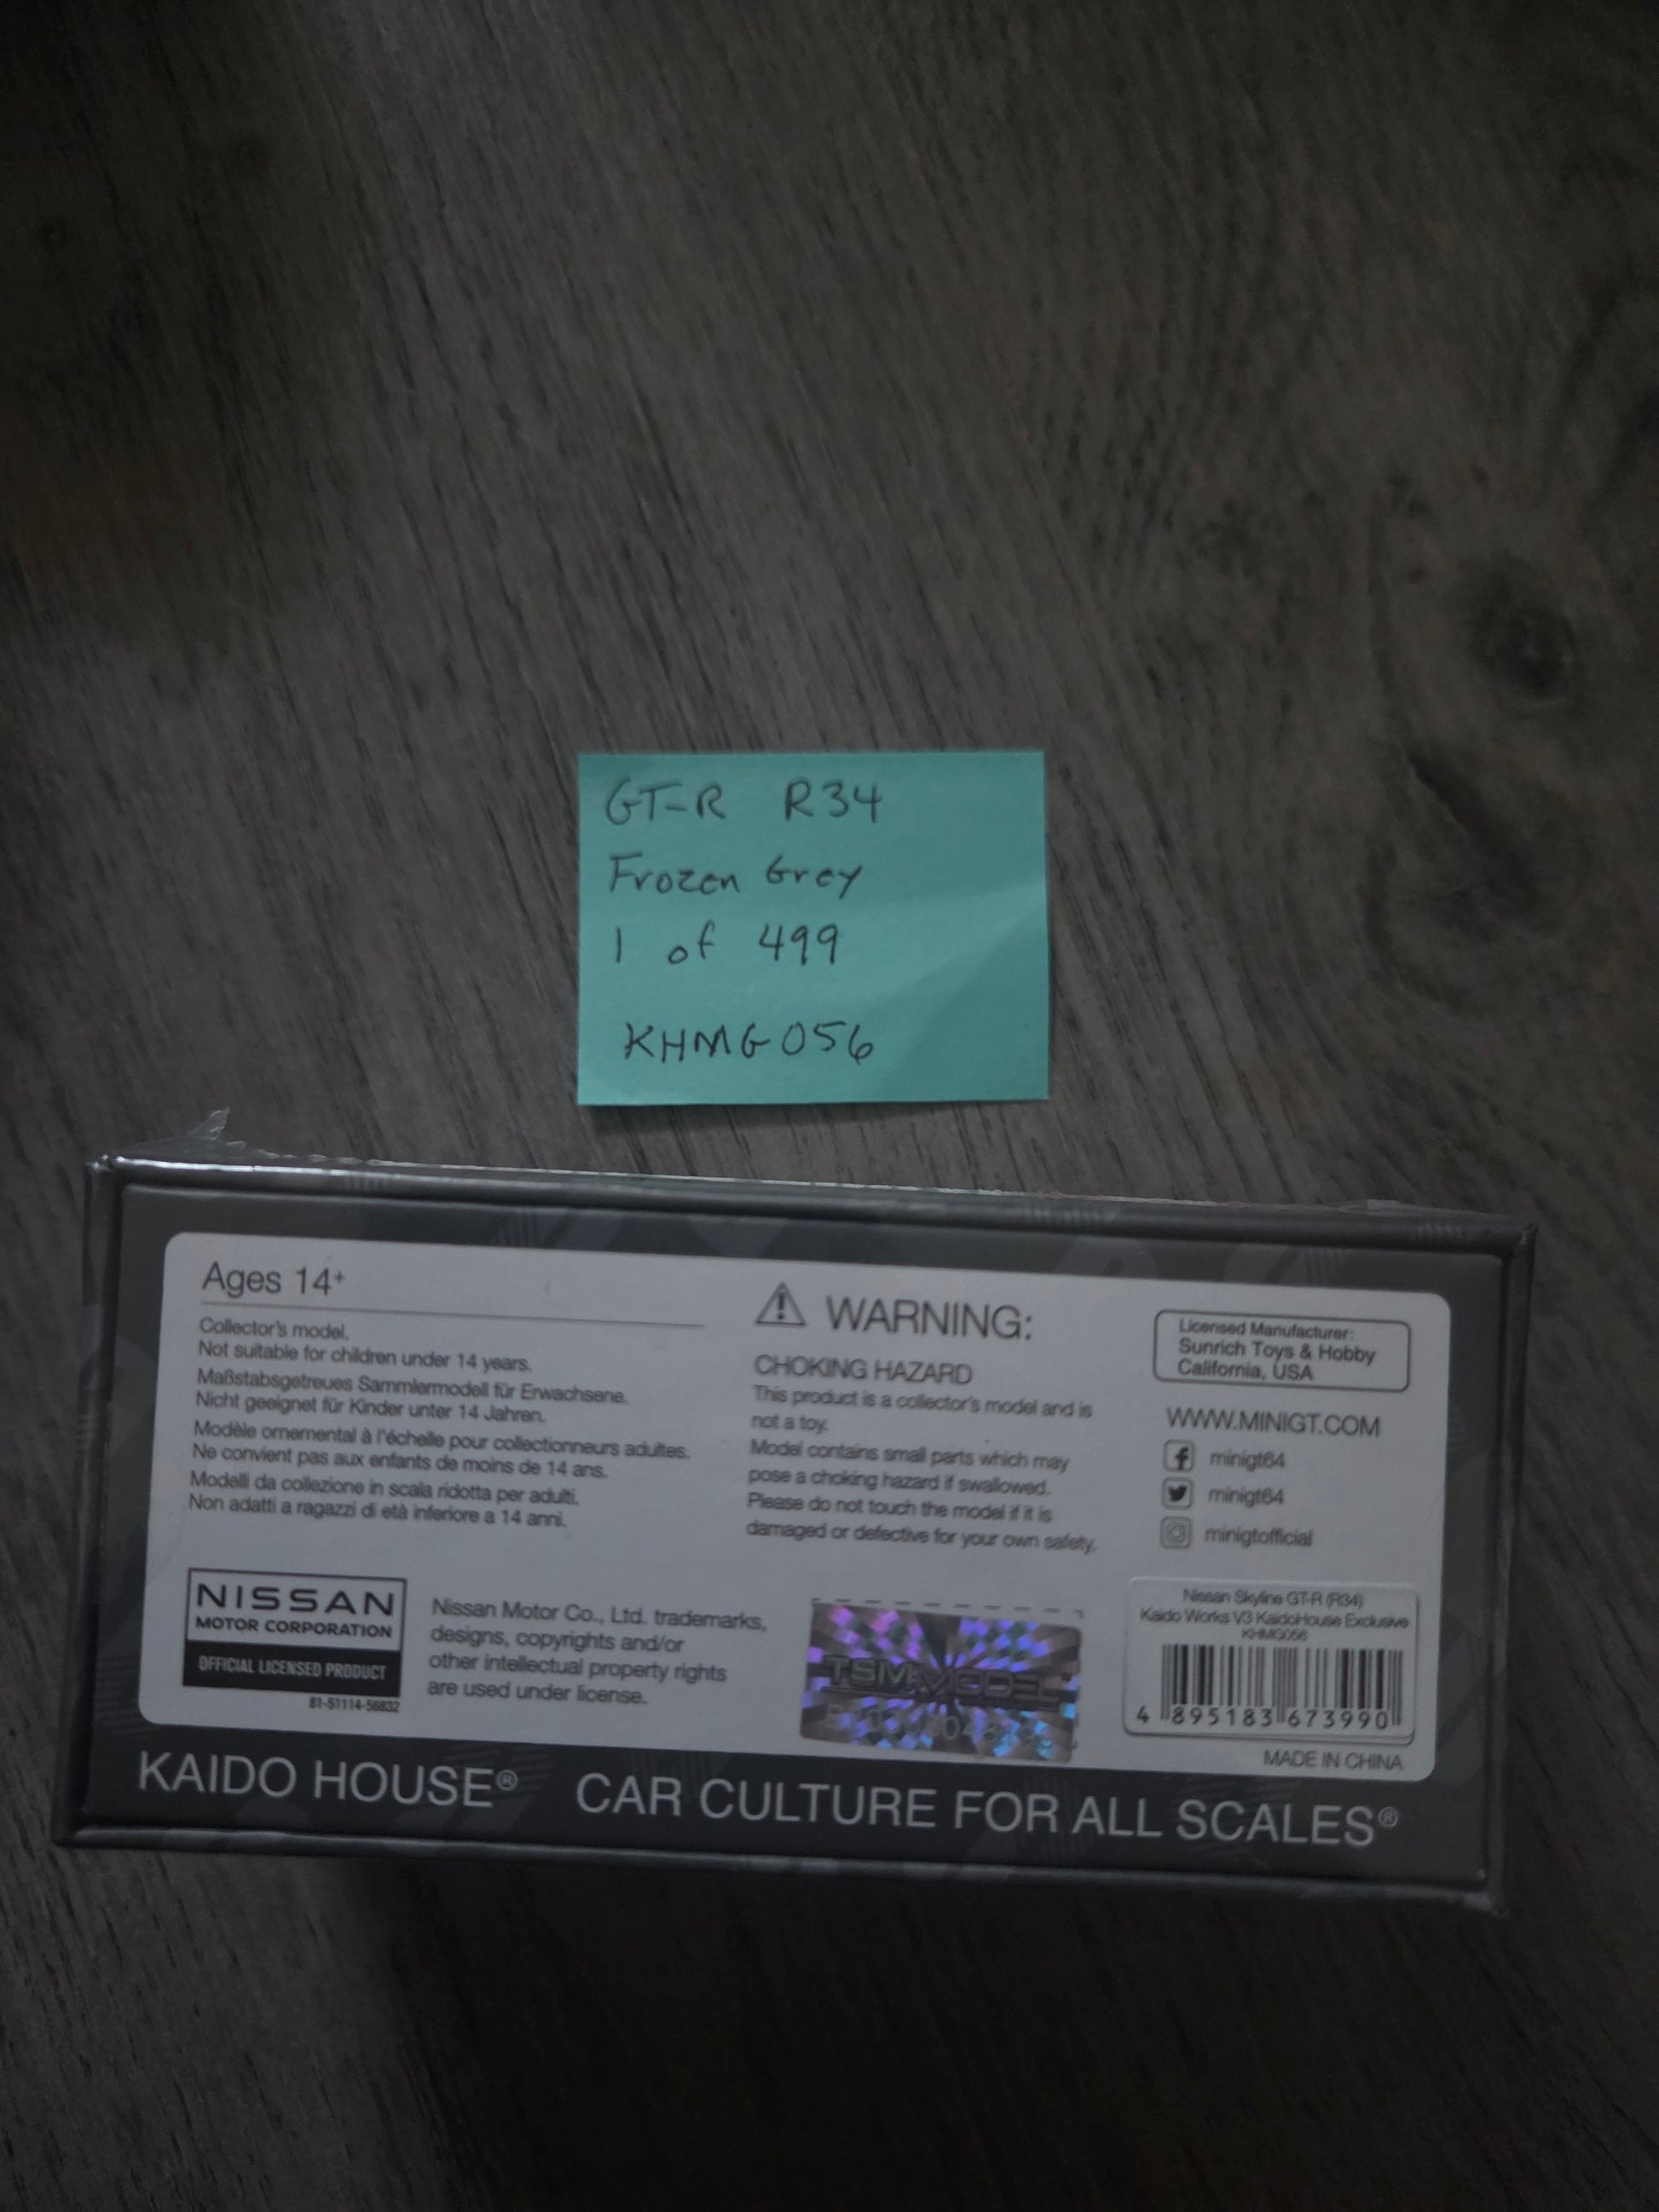 GT-R R34
Frozen Grey
1 of 499
KHMG056
Ages 14+
Collector's model.
Not suitable for children under 14 years.
Maßstabsgetreues Sammlermodell für Erwachsene.
Nicht geeignet für Kinder unter 14 Jahren.
Modèle ornemental à l'échelle pour collectionneurs adultes.
Ne convient pas aux enfants de moins de 14 ans.
Modelli da collezione in scala ridotta per adulti.
Non adatti a ragazzi di età inferiore a 14 anni.
WARNING:
CHOKING HAZARD
This product is a collector's model and is
not a toy.
Model contains small parts which may
pose a choking hazard if swallowed.
Please do not touch the model if it is
damaged or defective for your own safety.
Licensed Manufacturer:
Sunrich Toys & Hobby
California, USA
WWW.MINIGT.COM
minigt64
minigt64
minigtofficial
NISSAN
MOTOR CORPORATION
OFFICIAL LICENSED PRODUCT
81-51114-56832
Nissan Motor Co., Ltd. trademarks,
designs, copyrights and/or
other intellectual property rights
are used under license.
TSM-MODEL
Nissan Skyline GT-R (R34)
Kaido Works V3 KaidoHouse Exclusive
KHMG056
4 895183 673990
MADE IN CHINA
KAIDO HOUSE® CAR CULTURE FOR ALL SCALES®